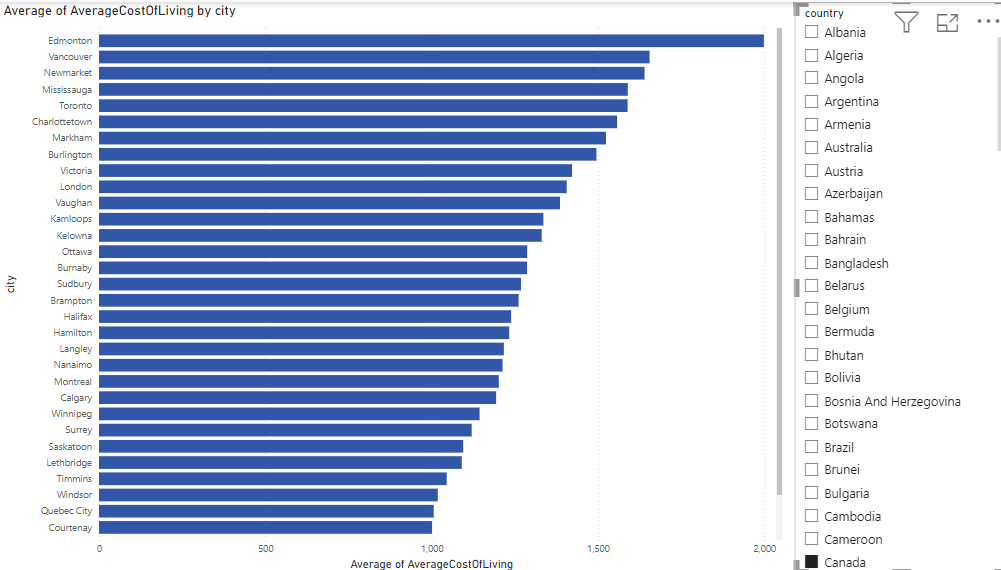 Average of AverageCostOfLiving by city
city
Edmonton
Vancouver
Newmarket
Mississauga
Toronto
Charlottetown
Markham
Burlington
Victoria
London
Vaughan
Kamloops
Kelowna
Ottawa
Burnaby
Sudbury
Brampton
Halifax
Hamilton
Langley
Nanaimo
Montreal
Calgary
Winnipeg
Surrey
Saskatoon
Lethbridge
Timmins
Windsor
Quebec City
Courtenay
0 500 1,000 1,500 2,000
Average of AverageCostOfLiving
country
Albania
Algeria
Angola
Argentina
Armenia
Australia
Austria
Azerbaijan
Bahamas
Bahrain
Bangladesh
Belarus
Belgium
Bermuda
Bhutan
Bolivia
Bosnia And Herzegovina
Botswana
Brazil
Brunei
Bulgaria
Cambodia
Cameroon
Canada